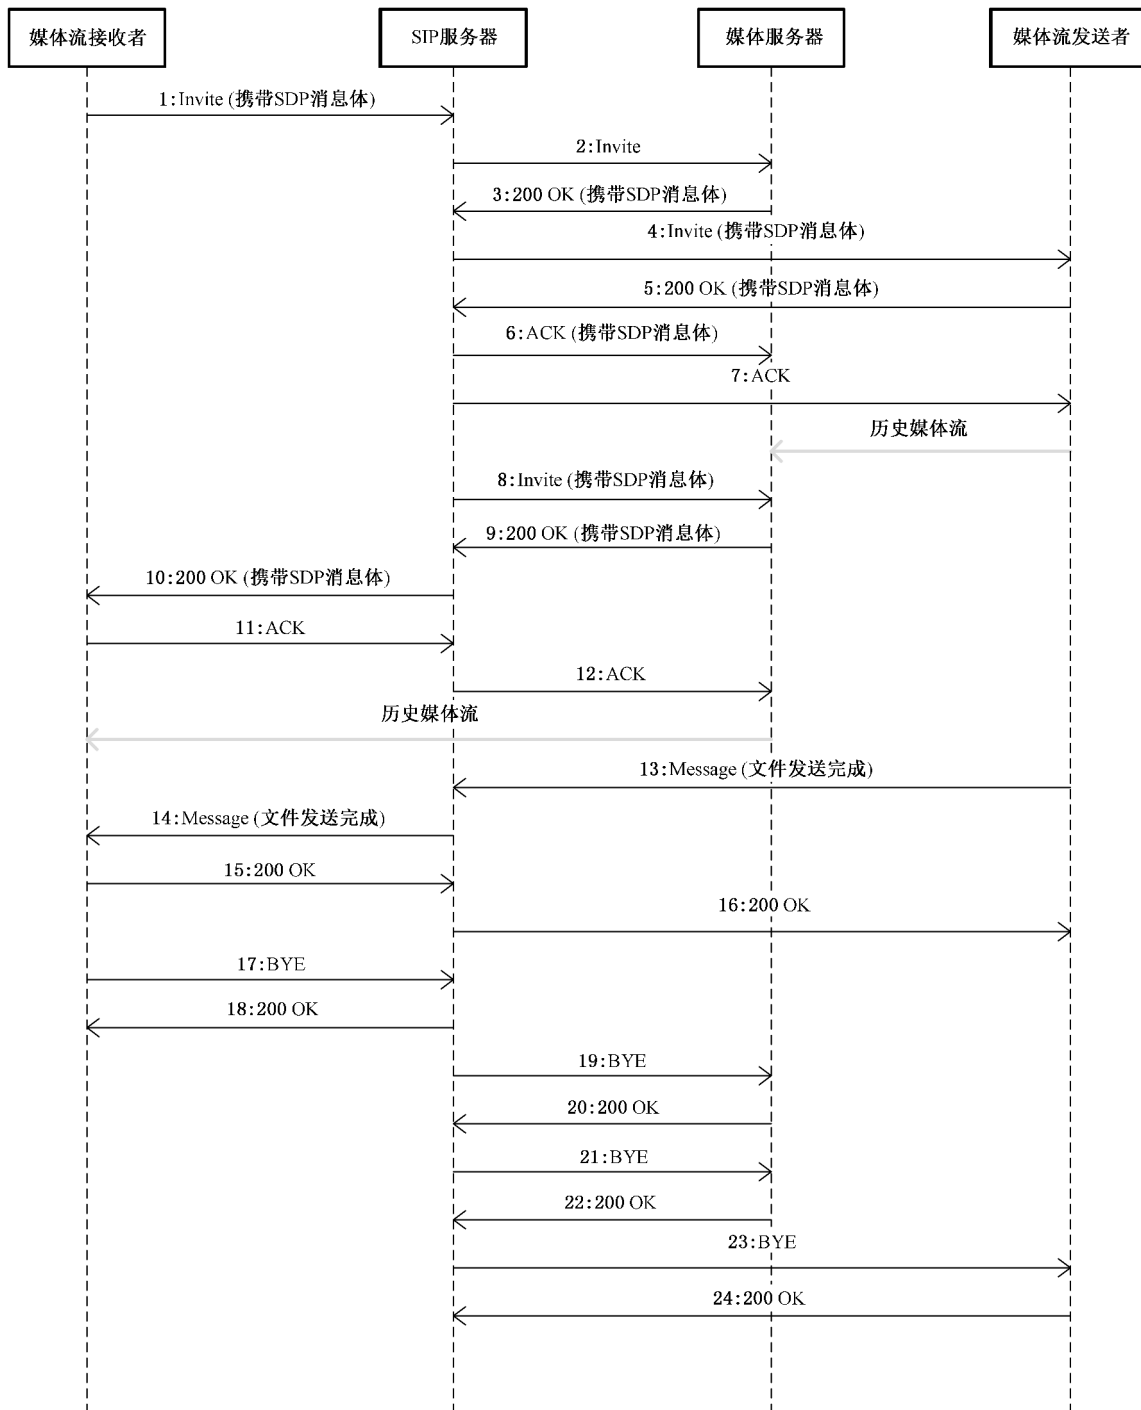 媒体流接收者
SIP服务器
媒体服务器
媒体流发送者
1:Invite (携带SDP消息体)
2:Invite
3:200 OK (携带SDP消息体)
4:Invite (携带SDP消息体)
5:200 OK (携带SDP消息体)
6:ACK (携带SDP消息体)
7:ACK
历史媒体流
8:Invite (携带SDP消息体)
9:200 OK (携带SDP消息体)
10:200 OK (携带SDP消息体)
11:ACK
12:ACK
历史媒体流
13:Message (文件发送完成)
14:Message (文件发送完成)
15:200 OK
16:200 OK
17:BYE
18:200 OK
19:BYE
20:200 OK
21:BYE
22:200 OK
23:BYE
24:200 OK